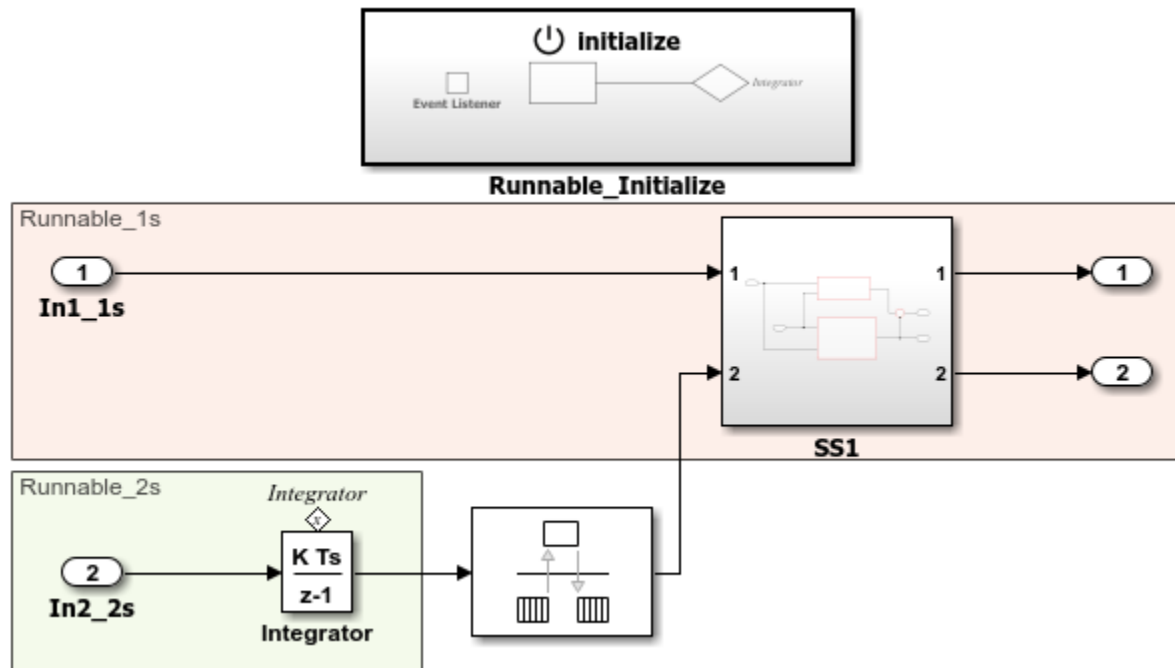 initialize
Event Listener
Integrator
Runnable_Initialize
Runnable_1s
1
In1_1s
1
2
1
2
1
2
SS1
Runnable_2s
Integrator
x
2
In2_2s
K Ts
z-1
Integrator